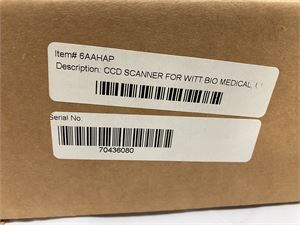 Item# 6AAHAP
Description: CCD SCANNER FOR WITT BIO MEDICAL,
Serial No:
70436080